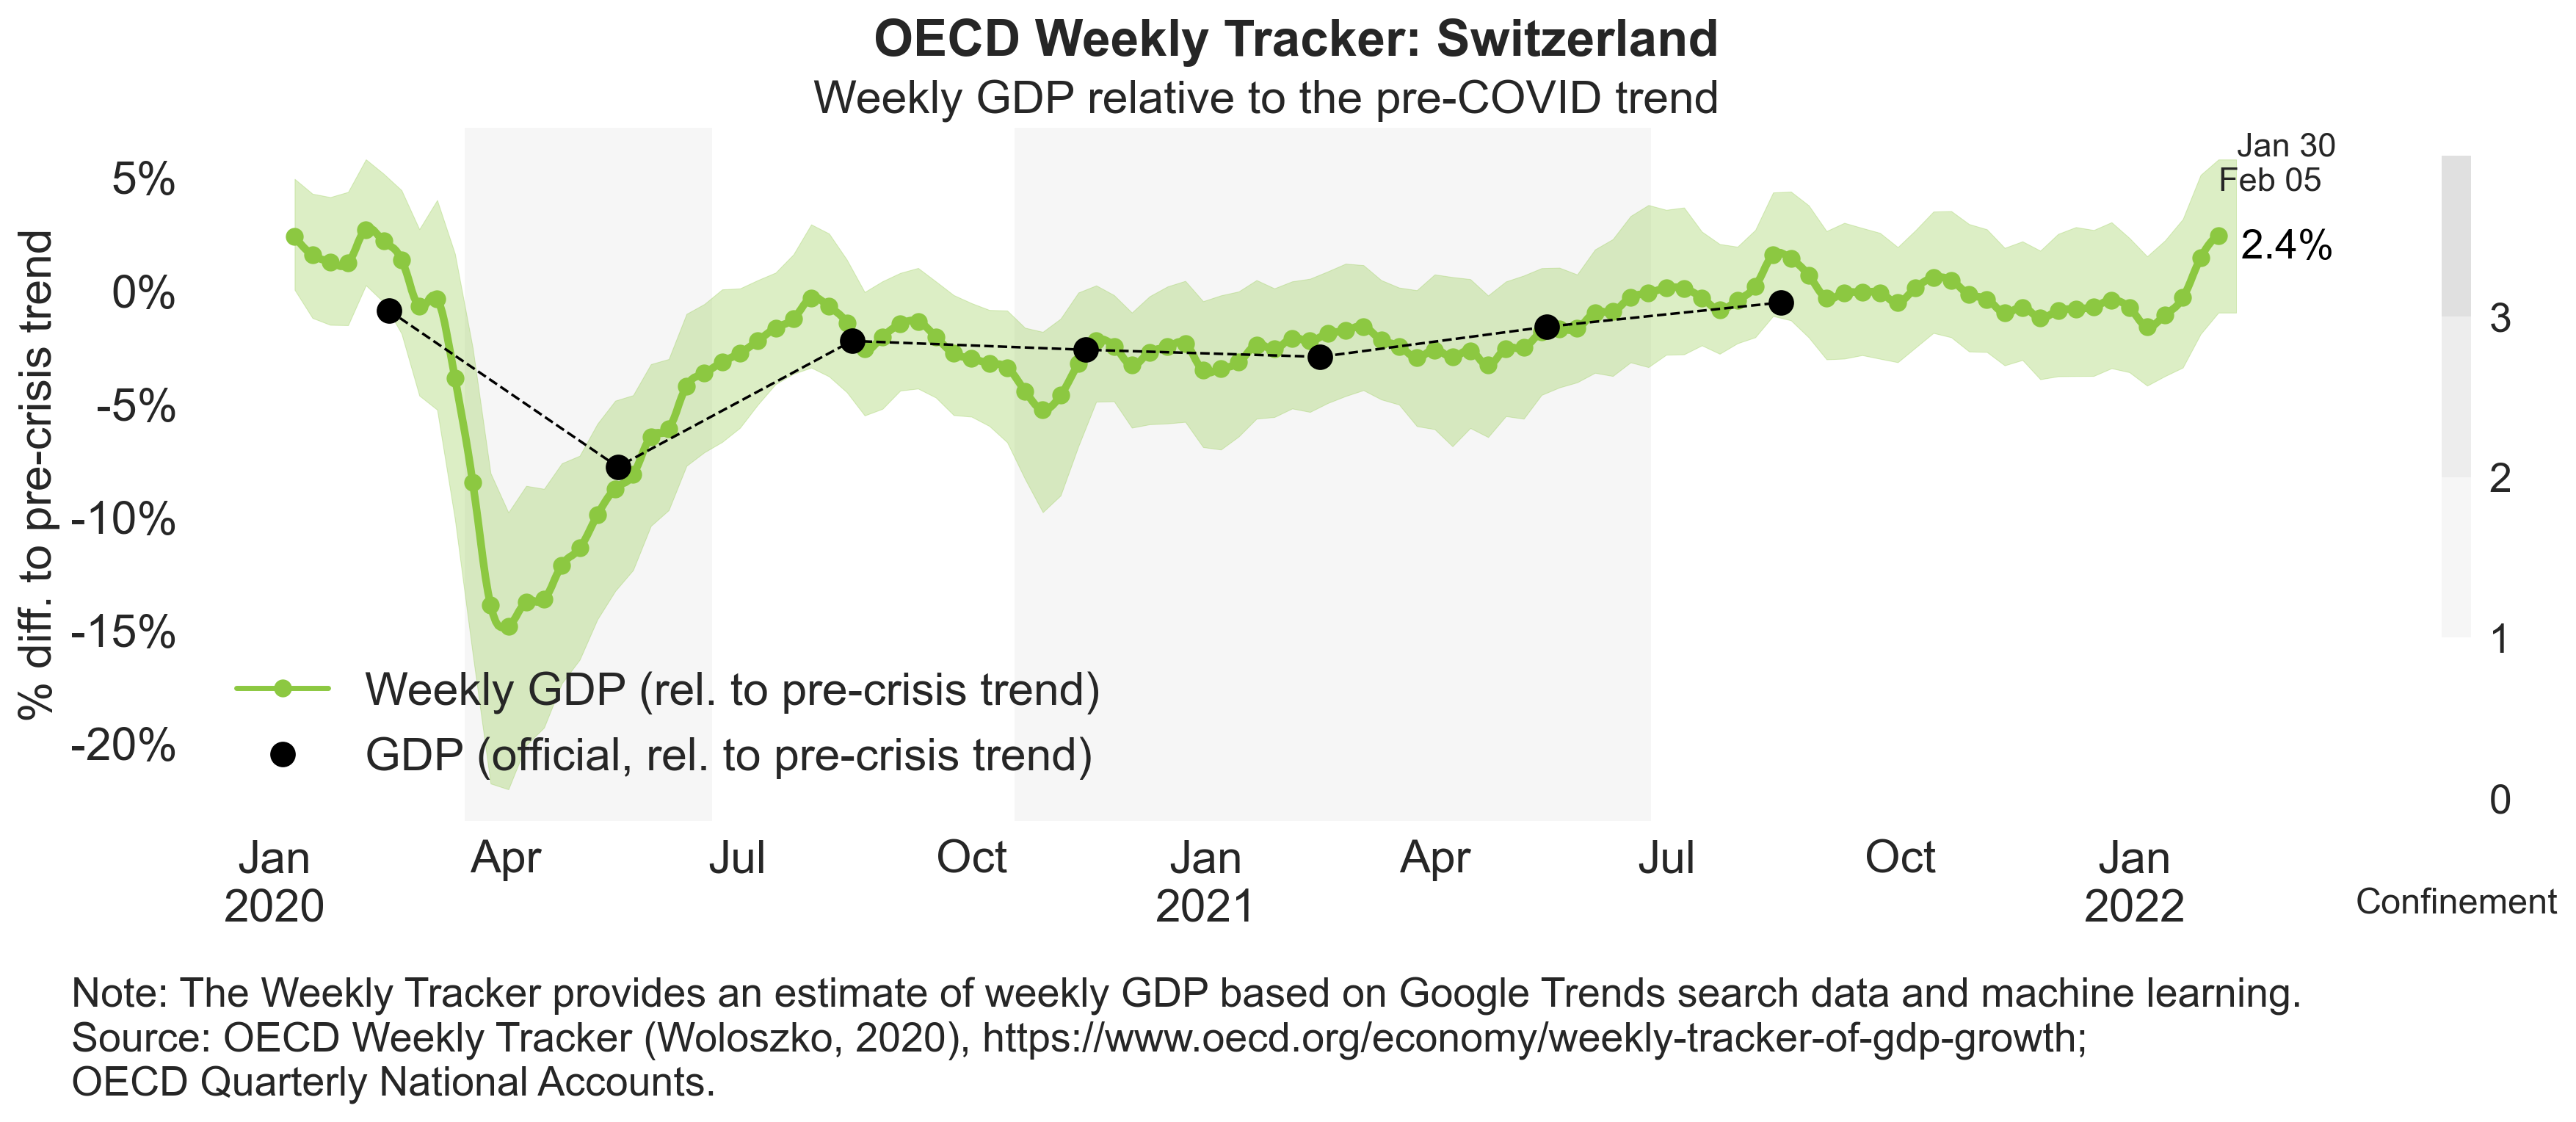 OECD Weekly Tracker: Switzerland
Weekly GDP relative to the pre-COVID trend
% diff. to pre-crisis trend
5%
0%
-5%
-10%
-15%
-20%
Jan 30
Feb 05
2.4%
3
2
1
0
Confinement
Weekly GDP (rel. to pre-crisis trend)
GDP (official, rel. to pre-crisis trend)
Jan Apr Jul Oct Jan Apr Jul Oct Jan
2020 2021 2022
Note: The Weekly Tracker provides an estimate of weekly GDP based on Google Trends search data and machine learning.
Source: OECD Weekly Tracker (Woloszko, 2020), https://www.oecd.org/economy/weekly-tracker-of-gdp-growth;
OECD Quarterly National Accounts.